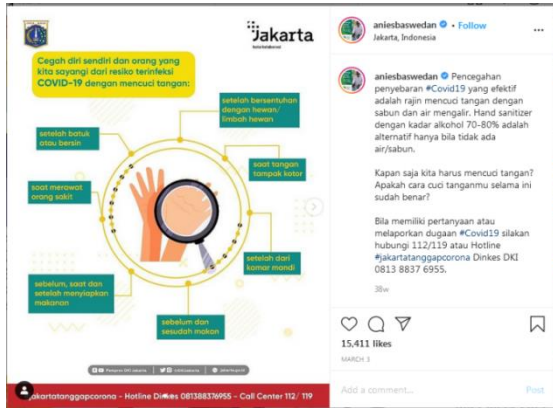 Jakarta
Cegah diri sendiri dan orang yang
kita sayangi dari resiko terinfeksi
COVID-19 dengan mencuci tangan:
setelah bersentuhan
dengan hewan/
limbah hewan
setelah batuk
atau bersin
saat tangan
tampak kotor
saat merawat
orang sakit
setelah dari
kamar mandi
sebelum, saat dan
setelah menyiapkan
makanan
sebelum dan
sesudah makan
jakartatanggapcorona - Hotline Dinkes 081388376955 - Call Center 112/ 119
aniesbaswedan • Follow
Jakarta, Indonesia
aniesbaswedan Pencegahan
penyebaran #Covid19 yang efektif
adalah rajin mencuci tangan dengan
sabun dan air mengalir. Hand sanitizer
dengan kadar alkohol 70-80% adalah
alternatif hanya bila tidak ada
air/sabun.
Kapan saja kita harus mencuci tangan?
Apakah cara cuci tanganmu selama ini
sudah benar?
Bila memiliki pertanyaan atau
melaporkan dugaan #Covid19 silakan
hubungi 112/119 atau Hotline
#jakartatanggapcorona Dinkes DKI
0813 8837 6955.
38w
15,411 likes
MARCH 3
Add a comment...
Post